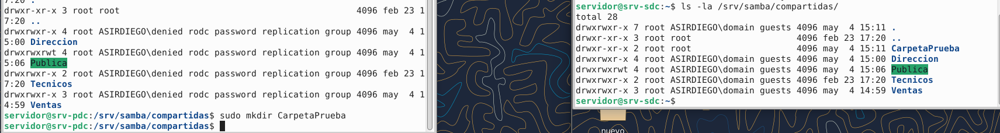 7:20 .
drwxr-xr-x 3 root root 4096 feb 23 1
7:20 ..
drwxrwxr-x 4 root ASIRDIEGO\denied rodc password replication group 4096 may  4 1
5:00 Direccion
drwxrwxrwt 4 root ASIRDIEGO\denied rodc password replication group 4096 may  4 1
5:06 Publica
drwxrwxr-x 2 root ASIRDIEGO\denied rodc password replication group 4096 feb 23 1
7:20 Tecnicos
drwxrwxr-x 3 root ASIRDIEGO\denied rodc password replication group 4096 may  4 1
4:59 Ventas
servidor@srv-pdc:/srv/samba/compartidas$ sudo mkdir CarpetaPrueba
servidor@srv-pdc:/srv/samba/compartidas$
servidor@srv-sdc:~$ ls -la /srv/samba/compartidas/
total 28
drwxrwxr-x 7 root ASIRDIEGO\domain guests 4096 may  4 15:11 .
drwxr-xr-x 3 root root 4096 feb 23 17:20 ..
drwxr-xr-x 2 root root 4096 may  4 15:11 CarpetaPrueba
drwxrwxr-x 4 root ASIRDIEGO\domain guests 4096 may  4 15:00 Direccion
drwxrwxrwt 4 root ASIRDIEGO\domain guests 4096 may  4 15:06 Publica
drwxrwxr-x 2 root ASIRDIEGO\domain guests 4096 feb 23 17:20 Tecnicos
drwxrwxr-x 3 root ASIRDIEGO\domain guests 4096 may  4 14:59 Ventas
servidor@srv-sdc:~$
nuevo